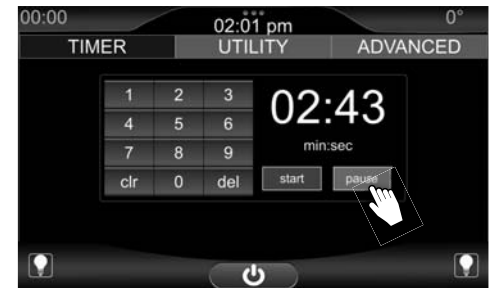 00:00 02:01 pm 0°
TIMER UTILITY ADVANCED
1 2 3
4 5 6
7 8 9
clr 0 del
02:43
min:sec
start pause